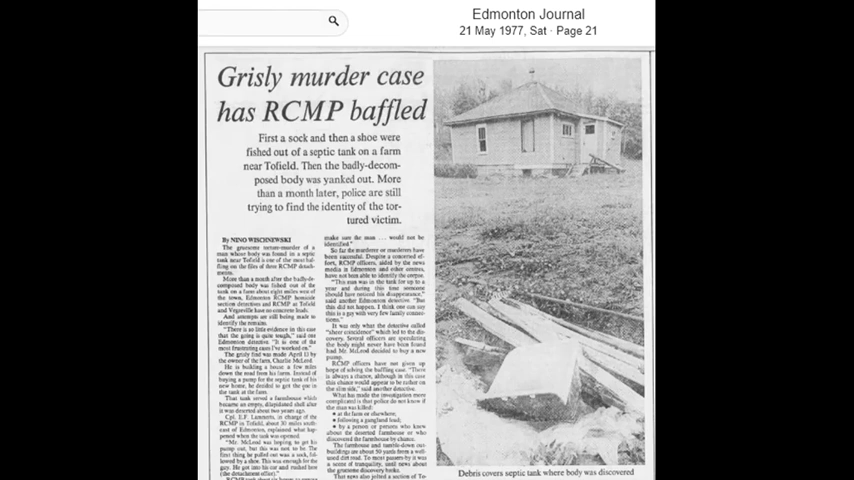 Edmonton Journal
21 May 1977, Sat · Page 21
Grisly murder case
has RCMP baffled
First a sock and then a shoe were
fished out of a septic tank on a farm
near Tofield. Then the badly-decom-
posed body was yanked out. More
than a month later, police are still
trying to find the identity of the tor-
tured victim.
By NINO WISCHNEWSKI
The gruesome torture-murder of a
man whose body was found in a septic
tank near Tofield is one of the most baf-
fling on the files of three RCMP detach-
ments.
More than a month after the badly-de-
composed body was fished out of the
tank on a farm about eight miles west of
the town, Edmonton RCMP homicide
section detectives and RCMP at Tofield
and Vegreville have no concrete leads.
And attempts are still being made to
identify the remains.
"There is so little evidence in this case
that the going is quite tough," said one
Edmonton detective. "It is one of the
most frustrating cases I've worked on."
The grisly find was made April 13 by
the owner of the farm, Charlie McLeod.
He is building a house a few miles
down the road from his farm. Instead of
buying a pump for the septic tank of his
new home, he decided to get the one in
the tank at the farm.
That tank served a farmhouse which
became an empty, dilapidated shell after
it was deserted about two years ago.
Cpl. E.F. Lammerts, in charge of the
RCMP in Tofield, about 30 miles south-
east of Edmonton, explained what hap-
pened when the tank was opened.
"Mr. McLeod was hoping to get his
pump out, but this was not to be. The
first thing he pulled out was a sock, fol-
lowed by a shoe. This was enough for the
guy. He got into his car and rushed here
(the detachment office)."
make sure the man . . . would not be
identified."
So far the murderer or murderers have
been successful. Despite a concerted ef-
fort, RCMP officers, aided by the news
media in Edmonton and other centres,
have not been able to identify the corpse.
"This man was in the tank for up to a
year and during this time someone
should have noticed his disappearance,"
said another Edmonton detective. "But
this did not happen. I think one can say
this is a guy with very few family connec-
tions."
It was only what the detective called
"sheer coincidence" which led to the dis-
covery. Several officers are speculating
the body might never have been found
had Mr. McLeod decided to buy a new
pump.
RCMP officers have not given up
hope of solving the baffling case. "There
is always a chance, although in this case
this chance would appear to be rather on
the slim side," said another detective.
What has made the investigation more
complicated is that police do not know if
the man was killed:
• at the farm or elsewhere,
• following a gangland feud,
• by a person or persons who knew
about the deserted farmhouse or who
discovered the farmhouse by chance.
The farmhouse and tumble-down out-
buildings are about 50 yards from a well-
used dirt road. To most passers-by it was
a scene of tranquility, until news about
the gruesome discovery broke.
That news also jolted a section of To-
Debris covers septic tank where body was discovered